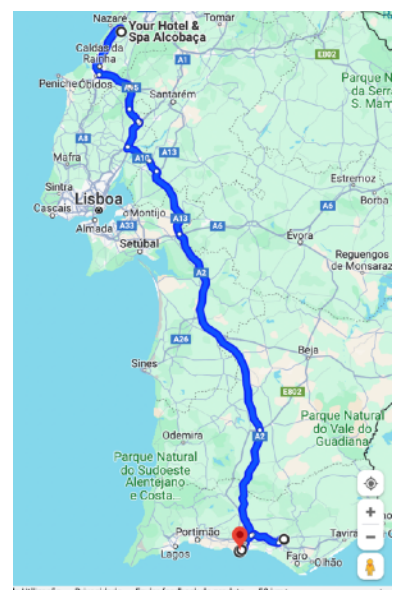 Nazaré
Tomar
Your Hotel &
Spa Alcobaça
Caldas da
Rainha
A1
E802
Peniche
Óbidos
A15
Santarém
Parque N
da Serra
S. Mam
A8
Mafra
A10
A13
Estremoz
Sintra
Lisboa
Borba
Cascais
Montijo
A13
A6
A6
Almada
A33
Évora
Setúbal
Reguengos
de Monsaraz
A2
A26
Beja
Sines
E802
Parque Natural
do Vale do
Guadiana
Odemira
A2
Parque Natural
do Sudoeste
Alentejano
e Costa...
+
−
Portimão
Tavira
Lagos
Faro
Olhão